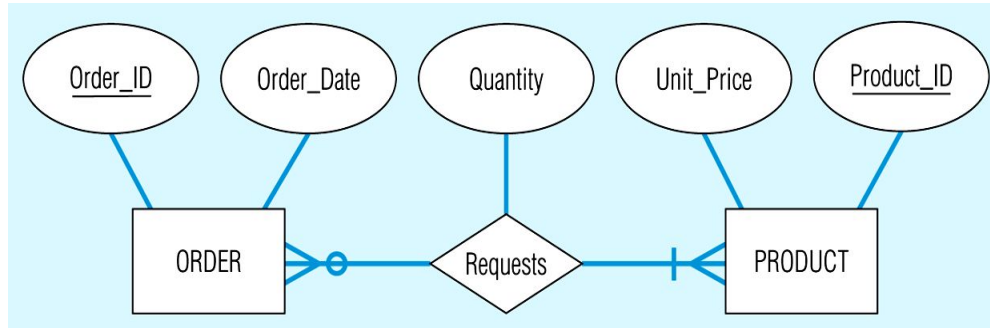 Order_ID
Order_Date
Quantity
Unit_Price
Product_ID
ORDER
Requests
PRODUCT